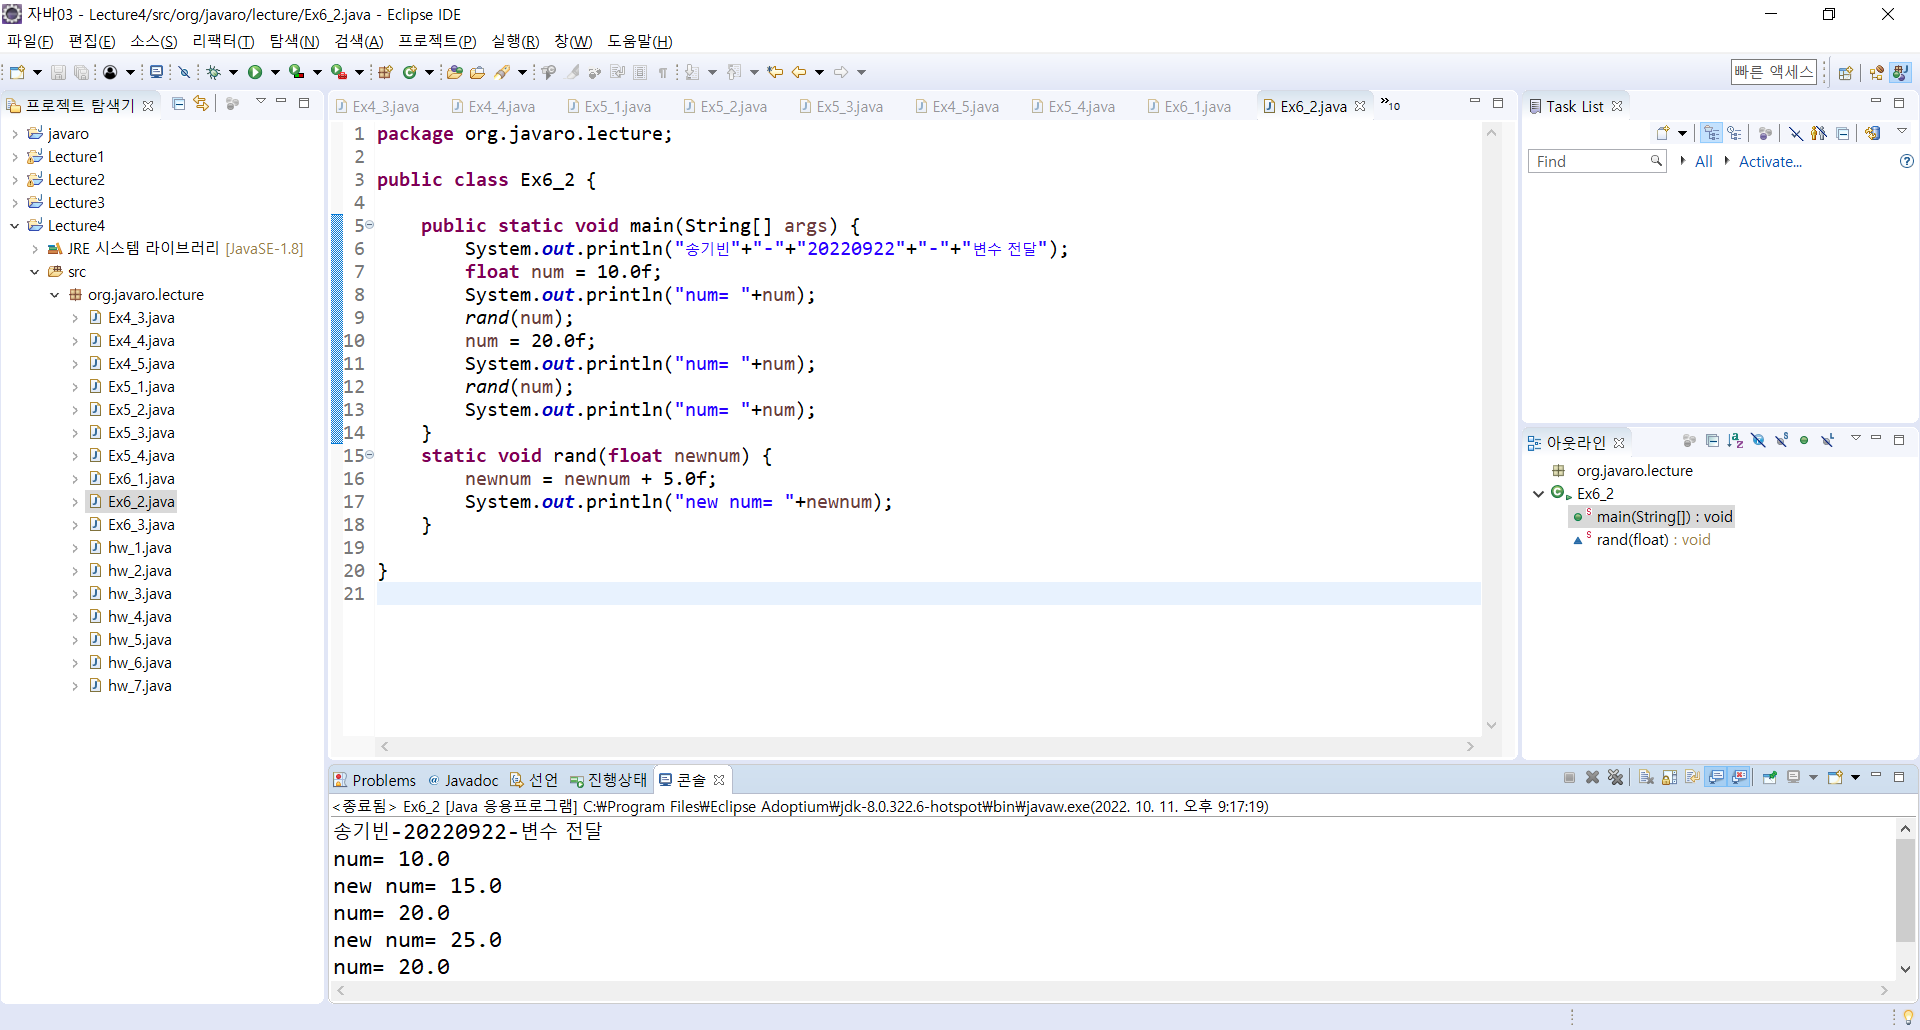 자바03 - Lecture4/src/org/javaro/lecture/Ex6_2.java - Eclipse IDE
파일(F) 편집(E) 소스(S) 리팩터(T) 탐색(N) 검색(A) 프로젝트(P) 실행(R) 창(W) 도움말(H)
빠른 액세스
프로젝트 탐색기
javaro
Lecture1
Lecture2
Lecture3
Lecture4
JRE 시스템 라이브러리 [JavaSE-1.8]
src
org.javaro.lecture
Ex4_3.java
Ex4_4.java
Ex4_5.java
Ex5_1.java
Ex5_2.java
Ex5_3.java
Ex5_4.java
Ex6_1.java
Ex6_2.java
Ex6_3.java
hw_1.java
hw_2.java
hw_3.java
hw_4.java
hw_5.java
hw_6.java
hw_7.java
Ex4_3.java Ex4_4.java Ex5_1.java Ex5_2.java Ex5_3.java Ex4_5.java Ex5_4.java Ex6_1.java Ex6_2.java »10
1 package org.javaro.lecture;
2
3 public class Ex6_2 {
4
5 public static void main(String[] args) {
6 System.out.println("송기빈"+"-"+"20220922"+"-"+"변수 전달");
7 float num = 10.0f;
8 System.out.println("num= "+num);
9 rand(num);
10 num = 20.0f;
11 System.out.println("num= "+num);
12 rand(num);
13 System.out.println("num= "+num);
14 }
15 static void rand(float newnum) {
16 newnum = newnum + 5.0f;
17 System.out.println("new num= "+newnum);
18 }
19
20 }
21
Task List
Find All Activate...
아웃라인
org.javaro.lecture
Ex6_2
main(String[]) : void
rand(float) : void
Problems @ Javadoc 선언 진행상태 콘솔
<종료됨> Ex6_2 [Java 응용프로그램] C:₩Program Files₩Eclipse Adoptium₩jdk-8.0.322.6-hotspot₩bin₩javaw.exe(2022. 10. 11. 오후 9:17:19)
송기빈-20220922-변수 전달
num= 10.0
new num= 15.0
num= 20.0
new num= 25.0
num= 20.0